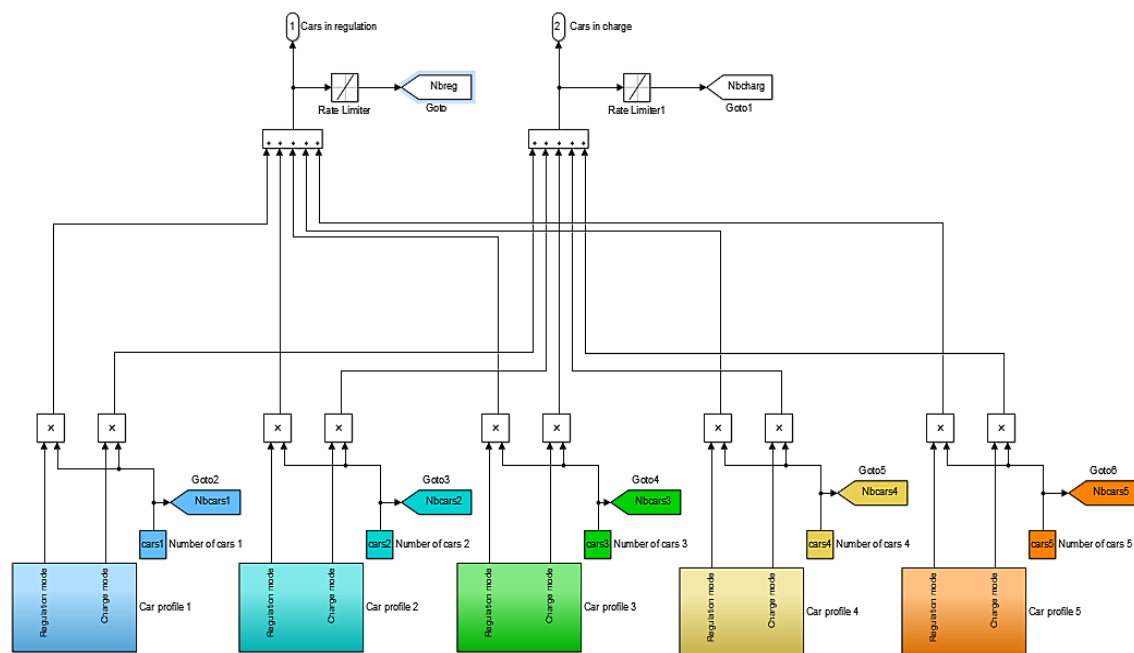 1 Cars in regulation
2 Cars in charge
Nbreg
Nbcharg
Rate Limiter
Goto
Rate Limiter1
Goto1
+ + + + +
+ + + + +
× × × × × × × × × ×
Goto2
Nbcars1
cars1 Number of cars 1
Regulation mode
Charge mode
Car profile 1
Goto3
Nbcars2
cars2 Number of cars 2
Regulation mode
Charge mode
Car profile 2
Goto4
Nbcars3
cars3 Number of cars 3
Regulation mode
Charge mode
Car profile 3
Goto5
Nbcars4
cars4 Number of cars 4
Regulation mode
Charge mode
Car profile 4
Goto6
Nbcars5
cars5 Number of cars 5
Regulation mode
Charge mode
Car profile 5